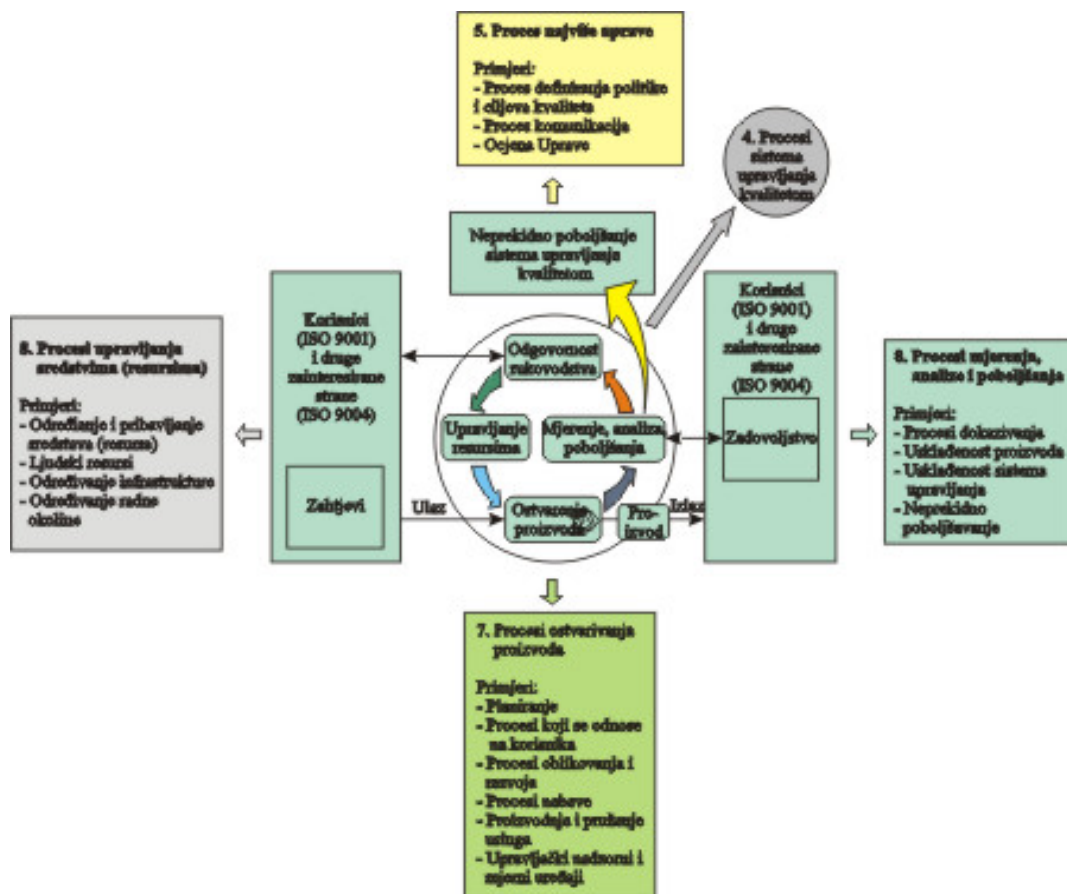 5. Proces najviše uprave
Primjeri:
- Proces definisanja politike
i ciljeva kvaliteta
- Proces komunikacija
- Ocjena Uprave
4. Procesi
sistema
upravljanja
kvalitetom
Neprekidno poboljšanje
sistema upravljanje
kvalitetom
Korisnici
(ISO 9001)
i druge
zainteresirane
strane
(ISO 9004)
Zahtjevi
Korisnici
(ISO 9001)
i druge
zainteresirane
strane
(ISO 9004)
Zadovoljstvo
Procesi upravljanja
sredstvima (resursima)
Primjeri:
- i pribavljanje
sredstava (resursa)
- Ljudski resursi
- Određivanje infrastrukture
- Određivanje radne
okoline
Odgovornost
rukovodstva
Upravljanje
resursima
Mjerenje, analiza,
poboljšanja
Ulaz
Ostvarenje
proizvoda
Pro-
izvod
Izlaz
8. Procesi mjerenja,
analize i poboljšanja
Primjeri:
- Procesi dokazivanja
- Usklađenost proizvoda
- Usklađenost sistema
upravljanja
- Neprekidno
poboljšavanje
7. Procesi ostvarivanja
proizvoda
Primjeri:
- Planiranje
- Procesi koji se odnose
na korisnika
- Procesi oblikovanja i
razvoja
- Procesi nabave
- Proizvodnja i pružanje
usluga
- Upravljački nadzorni i
mjerni uređaji